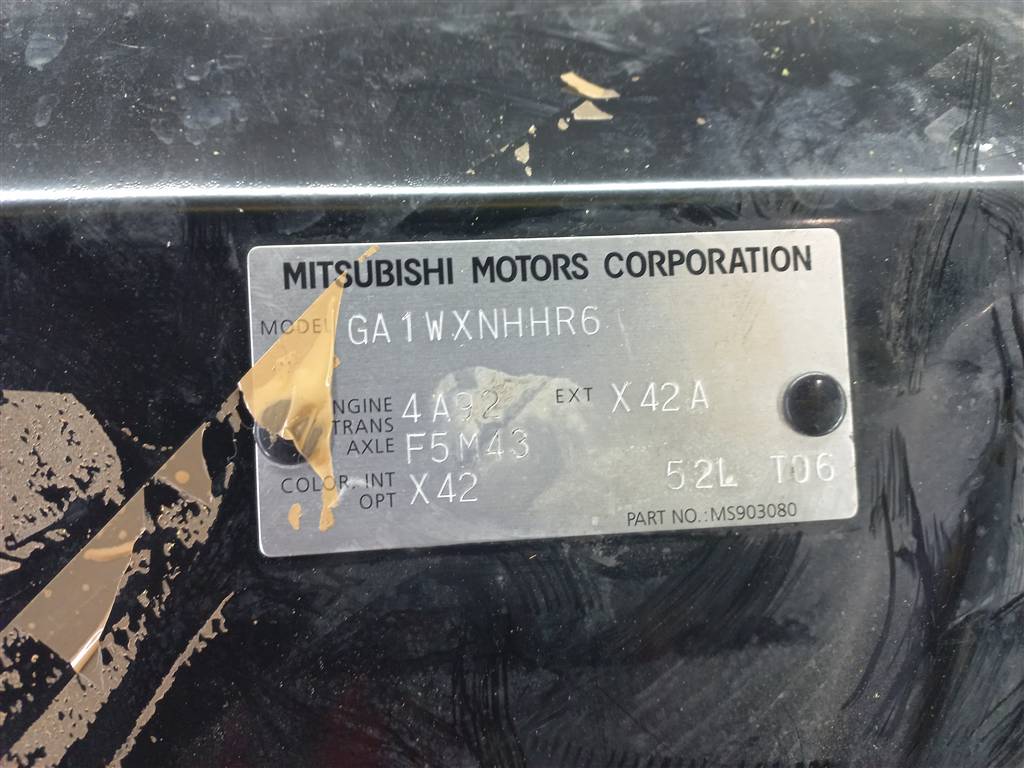 MITSUBISHI MOTORS CORPORATION
MODEL GA1WXNHHR6
NGINE 4A92 EXT X42A
TRANS
AXLE F5M43
COLOR, INT X42 52L T06
OPT
PART NO.:MS903080